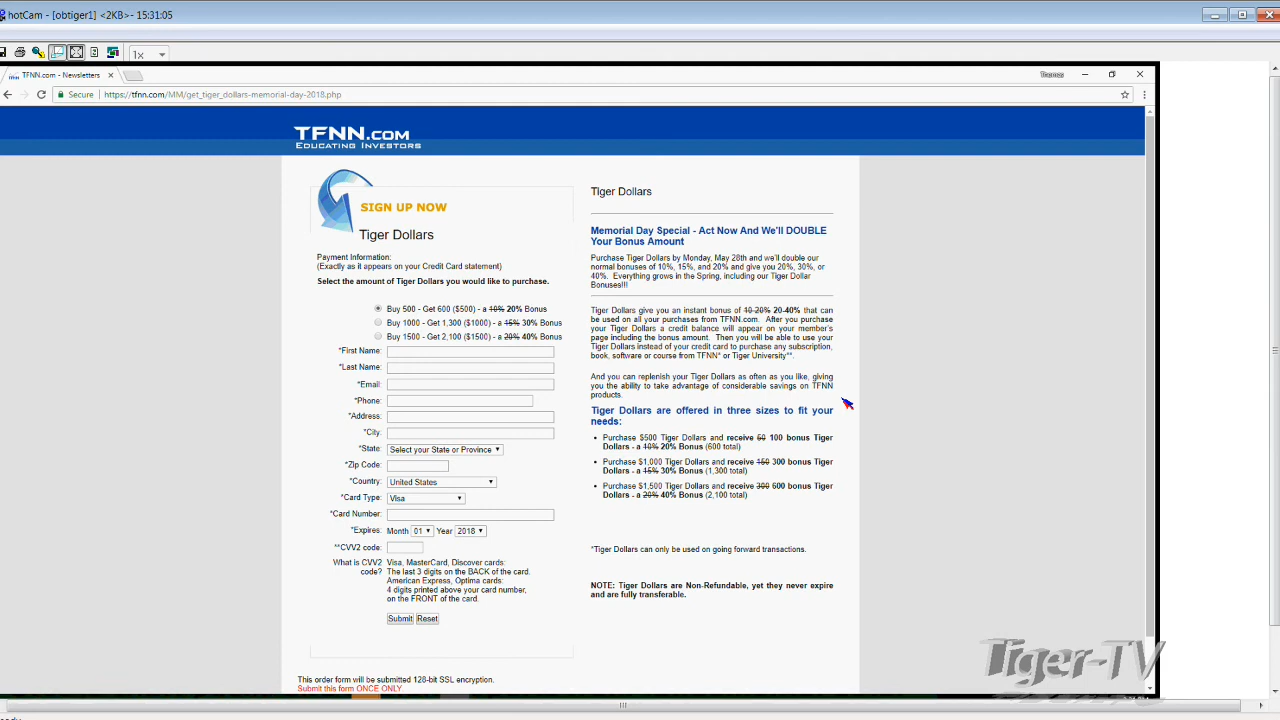 hotCam - [obtiger1] <2KB> - 15:31:05
1x
TFNN.com - Newsletters
Thomas
Secure
https://tfnn.com/MM/get_tiger_dollars-memorial-day-2018.php
TFNN.COM
EDUCATING INVESTORS
SIGN UP NOW
Tiger Dollars
Payment Information:
(Exactly as it appears on your Credit Card statement)
Select the amount of Tiger Dollars you would like to purchase.
Buy 500 - Get 600 ($500) - a 10% 20% Bonus
Buy 1000 - Get 1,300 ($1000) - a 15% 30% Bonus
Buy 1500 - Get 2,100 ($1500) - a 20% 40% Bonus
*First Name:
*Last Name:
*Email:
*Phone:
*Address:
*City:
*State: Select your State or Province
*Zip Code:
*Country: United States
*Card Type: Visa
*Card Number:
*Expires: Month 01 Year 2018
**CVV2 code:
What is CVV2 code?
Visa, MasterCard, Discover cards:
The last 3 digits on the BACK of the card.
American Express, Optima cards:
4 digits printed above your card number,
on the FRONT of the card.
Submit Reset
This order form will be submitted 128-bit SSL encryption.
Submit this form ONCE ONLY.
Tiger Dollars
Memorial Day Special - Act Now And We'll DOUBLE
Your Bonus Amount
Purchase Tiger Dollars by Monday, May 28th and we'll double our
normal bonuses of 10%, 15%, and 20% and give you 20%, 30%, or
40%. Everything grows in the Spring, including our Tiger Dollar
Bonuses!!!
Tiger Dollars give you an instant bonus of 10-20% 20-40% that can
be used on all your purchases from TFNN.com. After you purchase
your Tiger Dollars a credit balance will appear on your member's
page including the bonus amount. Then you will be able to use your
Tiger Dollars instead of your credit card to purchase any subscription,
book, software or course from TFNN* or Tiger University**.
And you can replenish your Tiger Dollars as often as you like, giving
you the ability to take advantage of considerable savings on TFNN
products.
Tiger Dollars are offered in three sizes to fit your
needs:
• Purchase $500 Tiger Dollars and receive 50 100 bonus Tiger
Dollars - a 10% 20% Bonus (600 total)
• Purchase $1,000 Tiger Dollars and receive 150 300 bonus Tiger
Dollars - a 15% 30% Bonus (1,300 total)
• Purchase $1,500 Tiger Dollars and receive 300 600 bonus Tiger
Dollars - a 20% 40% Bonus (2,100 total)
*Tiger Dollars can only be used on going forward transactions.
NOTE: Tiger Dollars are Non-Refundable, yet they never expire
and are fully transferable.
Tiger-TV